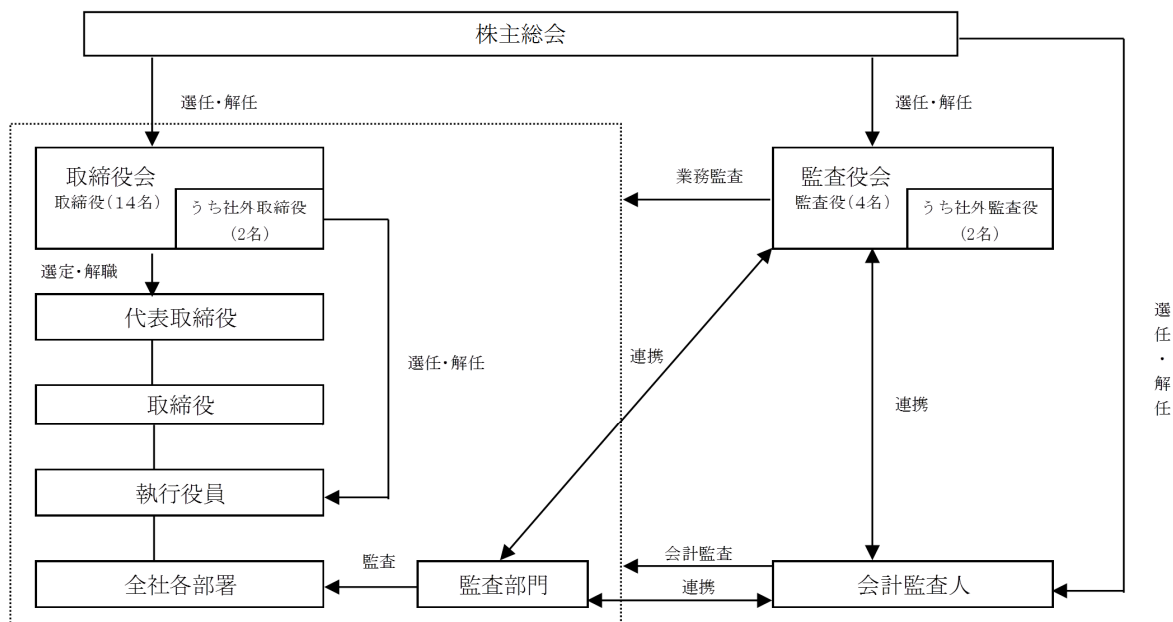 株主総会
選任・解任
選任・解任
取締役会
取締役(14名)
うち社外取締役
(2名)
業務監査
監査役会
監査役(4名)
うち社外監査役
(2名)
選定・解職
代表取締役
選任・解任
連携
連携
選任・解任
取締役
執行役員
監査
会計監査
全社各部署
監査部門
連携
会計監査人